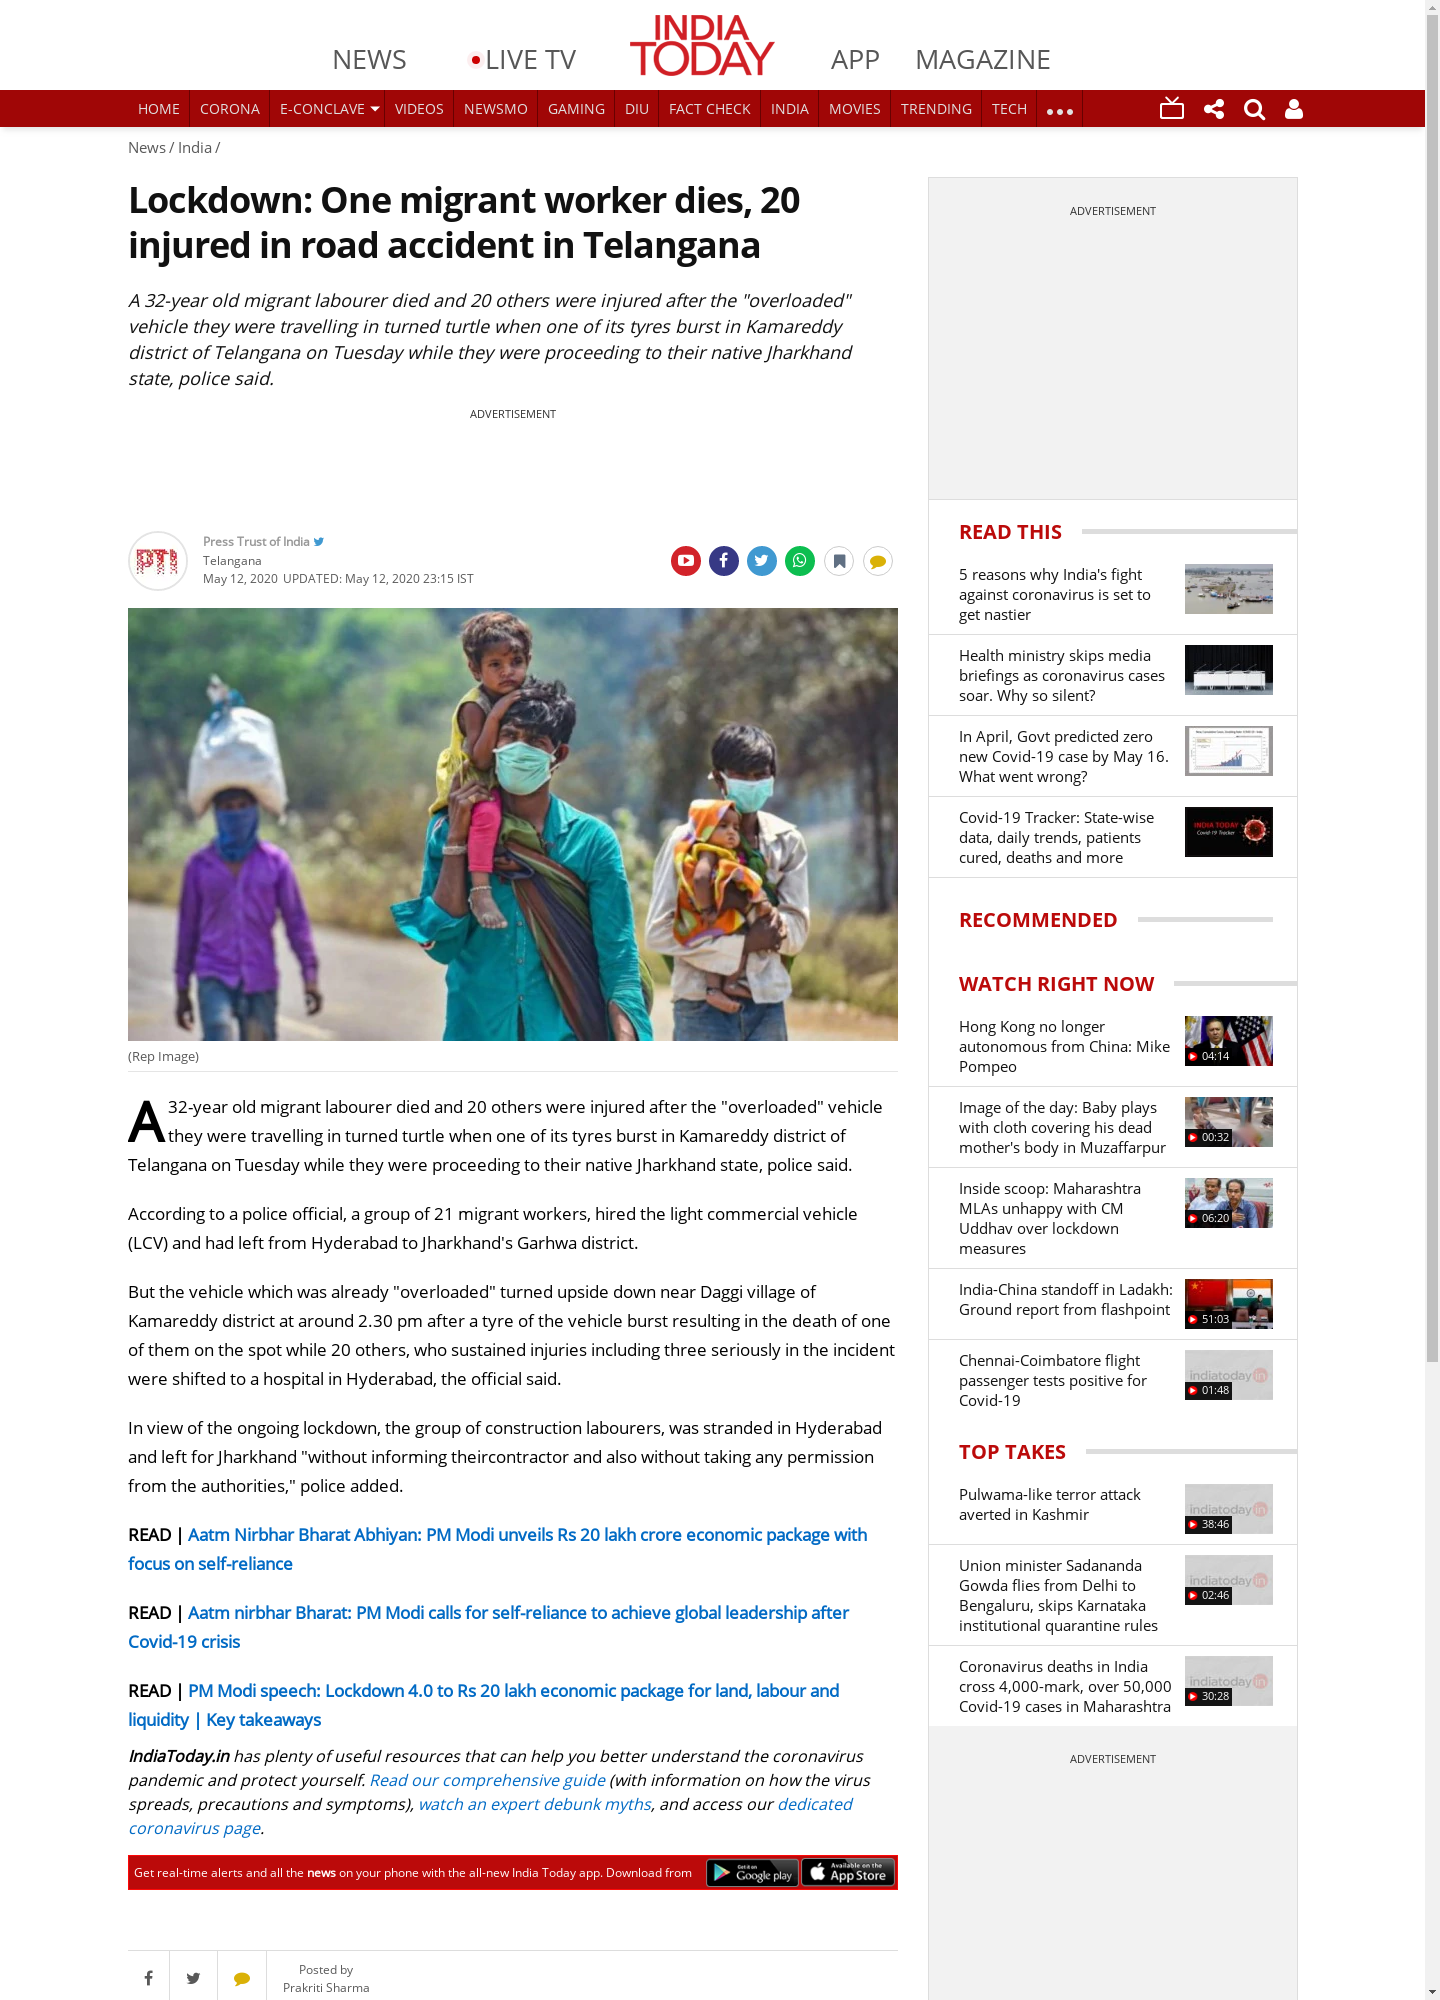 NEWS
LIVE TV
INDIA
TODAY
APP
MAGAZINE
HOME CORONA E-CONCLAVE VIDEOS NEWSMO GAMING DIU FACT CHECK INDIA MOVIES TRENDING TECH
News / India /
Lockdown: One migrant worker dies, 20
injured in road accident in Telangana
A 32-year old migrant labourer died and 20 others were injured after the "overloaded"
vehicle they were travelling in turned turtle when one of its tyres burst in Kamareddy
district of Telangana on Tuesday while they were proceeding to their native Jharkhand
state, police said.
ADVERTISEMENT
PTI
Press Trust of India
Telangana
May 12, 2020 UPDATED: May 12, 2020 23:15 IST
(Rep Image)
A 32-year old migrant labourer died and 20 others were injured after the "overloaded" vehicle
they were travelling in turned turtle when one of its tyres burst in Kamareddy district of
Telangana on Tuesday while they were proceeding to their native Jharkhand state, police said.
According to a police official, a group of 21 migrant workers, hired the light commercial vehicle
(LCV) and had left from Hyderabad to Jharkhand's Garhwa district.
But the vehicle which was already "overloaded" turned upside down near Daggi village of
Kamareddy district at around 2.30 pm after a tyre of the vehicle burst resulting in the death of one
of them on the spot while 20 others, who sustained injuries including three seriously in the incident
were shifted to a hospital in Hyderabad, the official said.
In view of the ongoing lockdown, the group of construction labourers, was stranded in Hyderabad
and left for Jharkhand "without informing theircontractor and also without taking any permission
from the authorities," police added.
READ | Aatm Nirbhar Bharat Abhiyan: PM Modi unveils Rs 20 lakh crore economic package with
focus on self-reliance
READ | Aatm nirbhar Bharat: PM Modi calls for self-reliance to achieve global leadership after
Covid-19 crisis
READ | PM Modi speech: Lockdown 4.0 to Rs 20 lakh economic package for land, labour and
liquidity | Key takeaways
IndiaToday.in has plenty of useful resources that can help you better understand the coronavirus
pandemic and protect yourself. Read our comprehensive guide (with information on how the virus
spreads, precautions and symptoms), watch an expert debunk myths, and access our dedicated
coronavirus page.
Get real-time alerts and all the news on your phone with the all-new India Today app. Download from
Get it on
Google play
Available on the
App Store
Posted by
Prakriti Sharma
ADVERTISEMENT
READ THIS
5 reasons why India's fight
against coronavirus is set to
get nastier
Health ministry skips media
briefings as coronavirus cases
soar. Why so silent?
In April, Govt predicted zero
new Covid-19 case by May 16.
What went wrong?
Covid-19 Tracker: State-wise
data, daily trends, patients
cured, deaths and more
INDIA TODAY
Covid-19 Tracker
RECOMMENDED
WATCH RIGHT NOW
Hong Kong no longer
autonomous from China: Mike
Pompeo
04:14
Image of the day: Baby plays
with cloth covering his dead
mother's body in Muzaffarpur
00:32
Inside scoop: Maharashtra
MLAs unhappy with CM
Uddhav over lockdown
measures
06:20
India-China standoff in Ladakh:
Ground report from flashpoint
51:03
Chennai-Coimbatore flight
passenger tests positive for
Covid-19
indiatoday in
01:48
TOP TAKES
Pulwama-like terror attack
averted in Kashmir
indiatoday in
38:46
Union minister Sadananda
Gowda flies from Delhi to
Bengaluru, skips Karnataka
institutional quarantine rules
indiatoday in
02:46
Coronavirus deaths in India
cross 4,000-mark, over 50,000
Covid-19 cases in Maharashtra
indiatoday in
30:28
ADVERTISEMENT